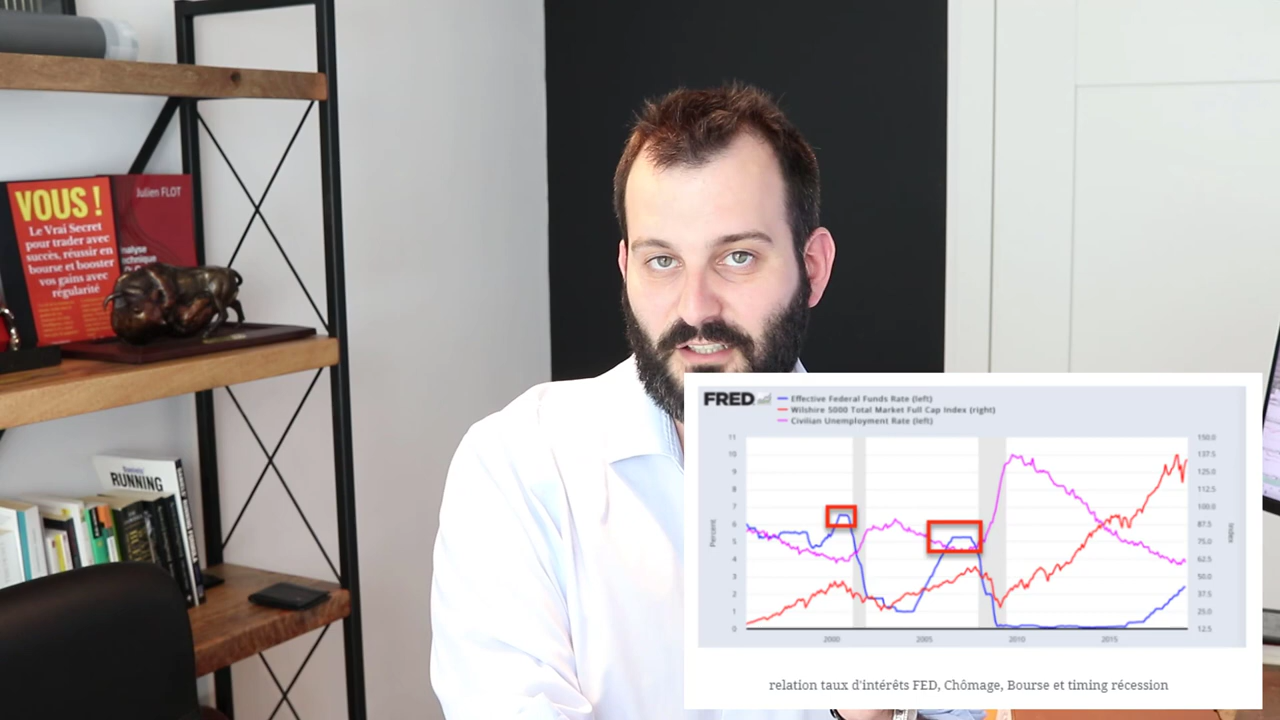 VOUS !
Le Vrai Secret
pour trader avec
succès, réussir en
bourse et booster
vos gains avec
régularité
Julien FLOT
technique
RUNNING
FRED
Effective Federal Funds Rate (left)
Wilshire 5000 Total Market Full Cap Index (right)
Civilian Unemployment Rate (left)
11
10
9
8
7
6
5
4
3
2
1
0
Percent
150.0
137.5
125.0
112.5
100.0
87.5
75.0
62.5
50.0
37.5
25.0
12.5
Index
2000
2005
2010
2015
relation taux d'intérêts FED, Chômage, Bourse et timing récession